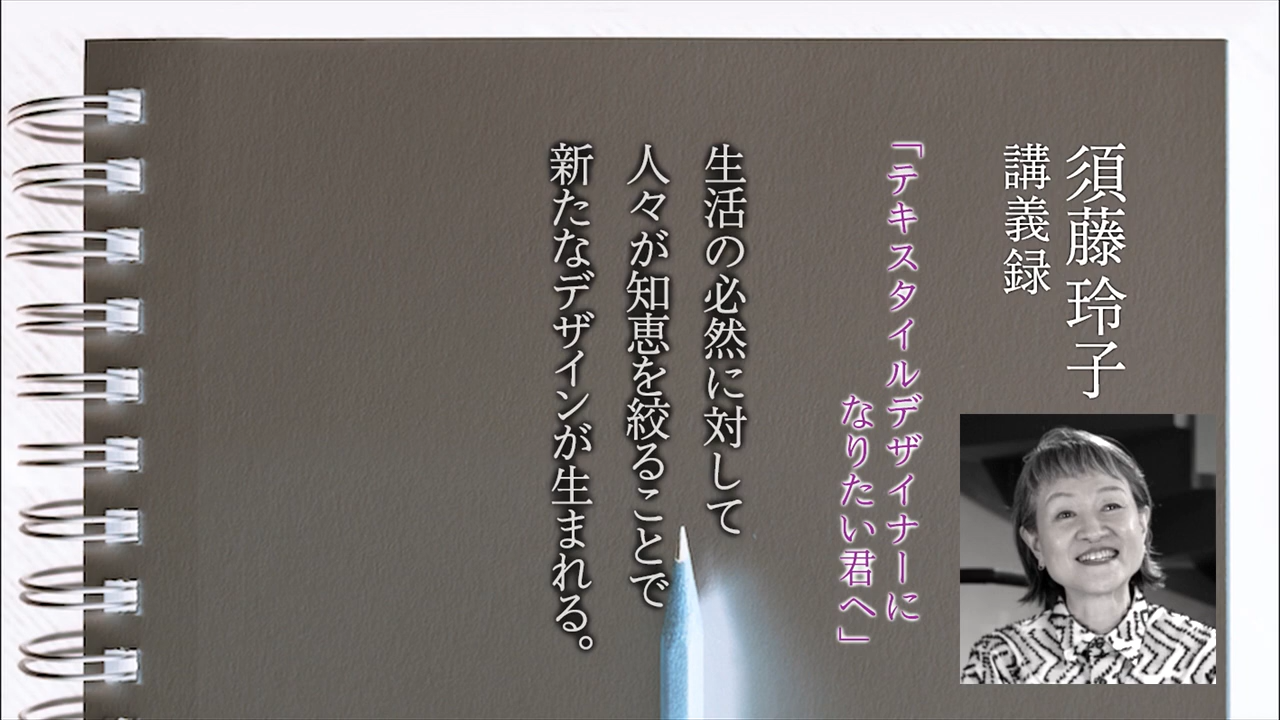 須藤玲子
講義録
「テキスタイルデザイナーに
なりたい君へ」
生活の必然に対して
人々が知恵を絞ることで
新たなデザインが生まれる。